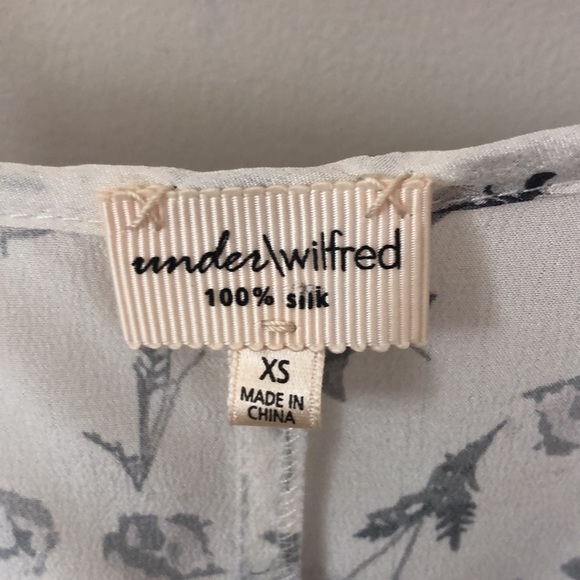 under\wilfred
100% silk
XS
MADE IN
CHINA